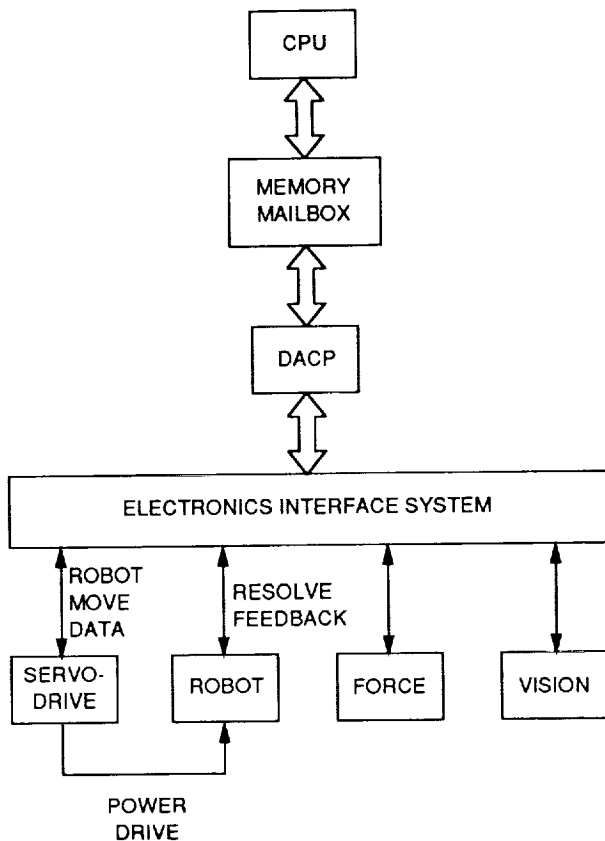 CPU
MEMORY
MAILBOX
DACP
ELECTRONICS INTERFACE SYSTEM
ROBOT
MOVE
DATA
RESOLVE
FEEDBACK
SERVO-
DRIVE
ROBOT
FORCE
VISION
POWER
DRIVE